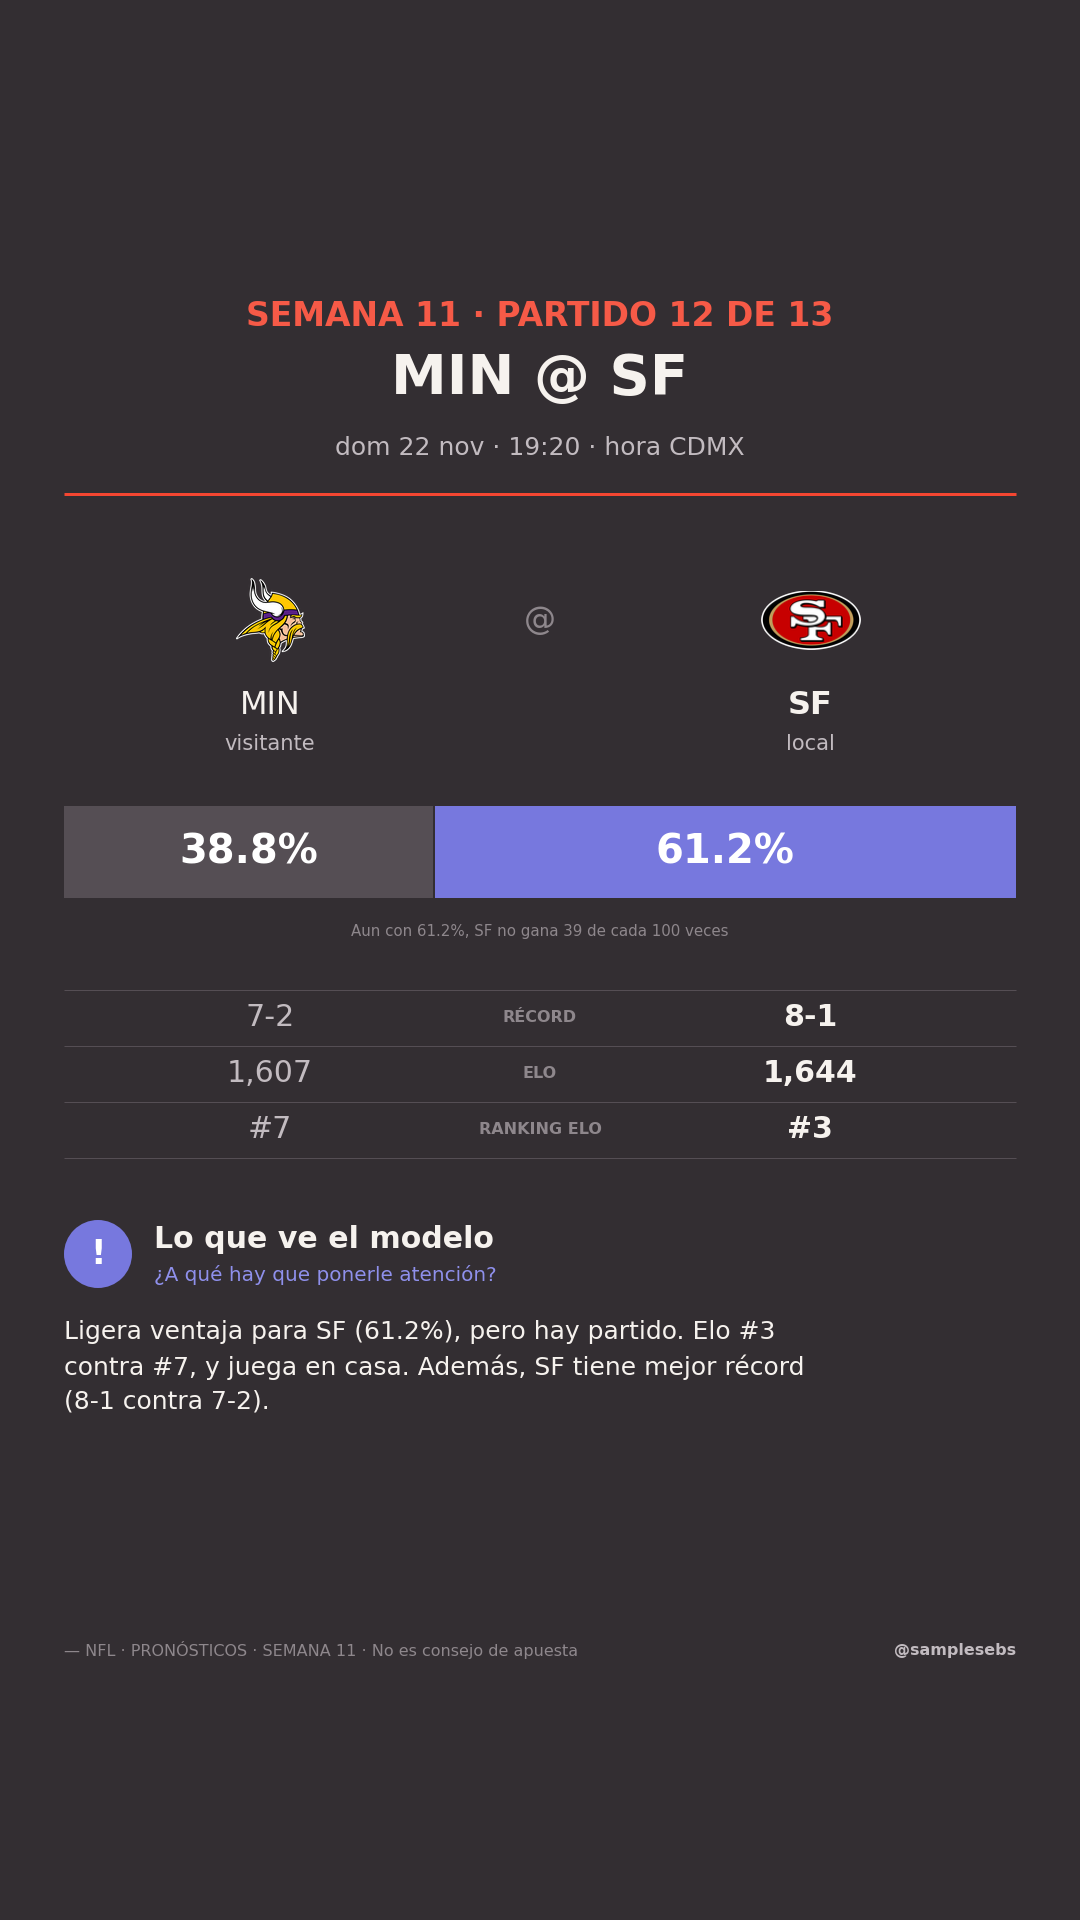 SEMANA 11 · PARTIDO 12 DE 13
MIN @ SF
dom 22 nov · 19:20 · hora CDMX
@
SF
MIN
SF
visitante
local
38.8%
61.2%
Aun con 61.2%, SF no gana 39 de cada 100 veces
7-2 RÉCORD 8-1
1,607 ELO 1,644
#7 RANKING ELO #3
!
Lo que ve el modelo
¿A qué hay que ponerle atención?
Ligera ventaja para SF (61.2%), pero hay partido. Elo #3
contra #7, y juega en casa. Además, SF tiene mejor récord
(8-1 contra 7-2).
— NFL · PRONÓSTICOS · SEMANA 11 · No es consejo de apuesta
@samplesebs